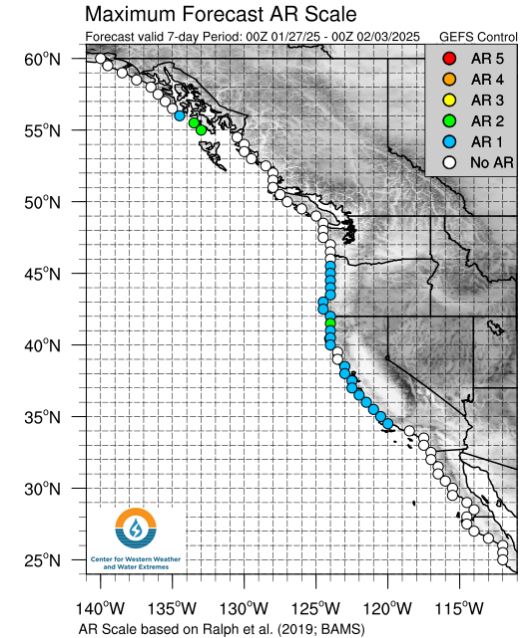 Maximum Forecast AR Scale
Forecast valid 7-day Period: 00Z 01/27/25 - 00Z 02/03/2025 GEFS Control
AR 5
AR 4
AR 3
AR 2
AR 1
No AR
60°N
55°N
50°N
45°N
40°N
35°N
30°N
25°N
Center for Western Weather
and Water Extremes
140°W 135°W 130°W 125°W 120°W 115°W
AR Scale based on Ralph et al. (2019; BAMS)